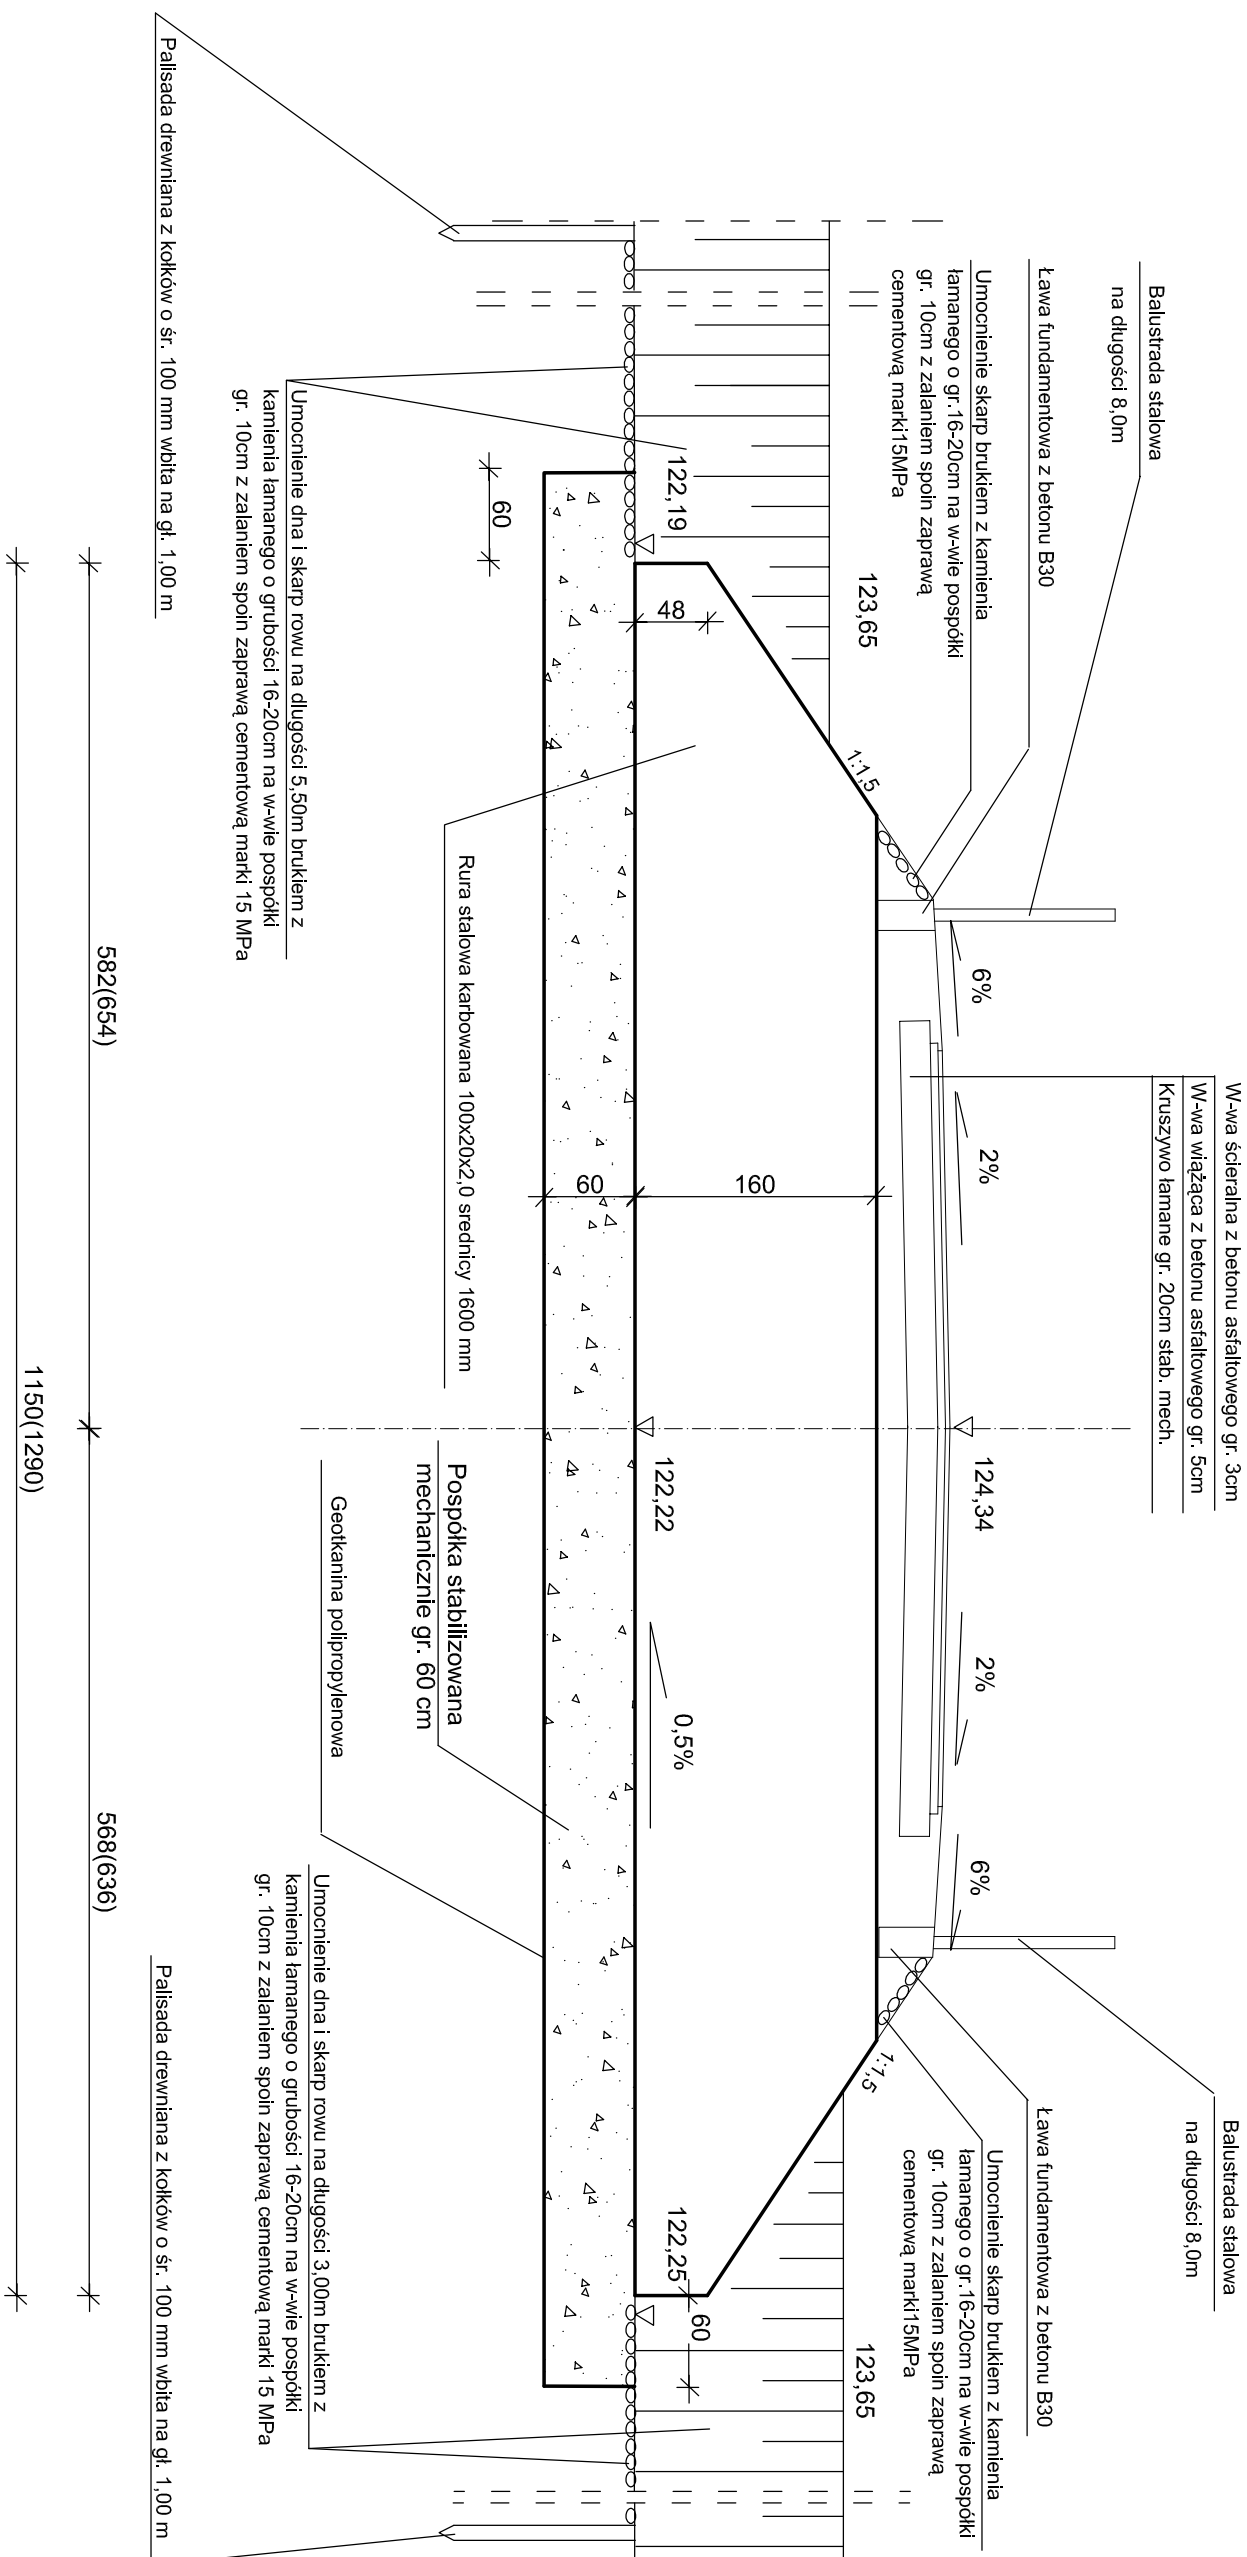 Balustrada stalowa
na długości 8,0m
Ława fundamentowa z betonu B30
Umocnienie skarp brukiem z kamienia
łamanego o gr.16-20cm na w-wie pospółki
gr. 10cm z zalaniem spoin zaprawą
cementową marki15MPa
W-wa ścieralna z betonu asfaltowego gr. 3cm
W-wa wiążąca z betonu asfaltowego gr. 5cm
Kruszywo łamane gr. 20cm stab. mech.
Balustrada stalowa
na długości 8,0m
Ława fundamentowa z betonu B30
Umocnienie skarp brukiem z kamienia
łamanego o gr.16-20cm na w-wie pospółki
gr. 10cm z zalaniem spoin zaprawą
cementową marki15MPa
6%
2%
124,34
2%
6%
123,65
1:1,5
1:1,5
123,65
122,19
48
160
60
122,22
0,5%
122,25
60
60
Rura stalowa karbowana 100x20x2,0 srednicy 1600 mm
Pospółka stabilizowana
mechanicznie gr. 60 cm
Geotkanina polipropylenowa
Umocnienie dna i skarp rowu na dlugości 5,50m brukiem z
kamienia łamanego o grubości 16-20cm na w-wie pospółki
gr. 10cm z zalaniem spoin zaprawą cementową marki 15 MPa
Umocnienie dna i skarp rowu na długości 3,00m brukiem z
kamienia łamanego o grubości 16-20cm na w-wie pospółki
gr. 10cm z zalaniem spoin zaprawą cementową marki 15 MPa
Palisada drewniana z kołków o śr. 100 mm wbita na gł. 1,00 m
Palisada drewniana z kołków o śr. 100 mm wbita na gł. 1,00 m
582(654)
568(636)
1150(1290)